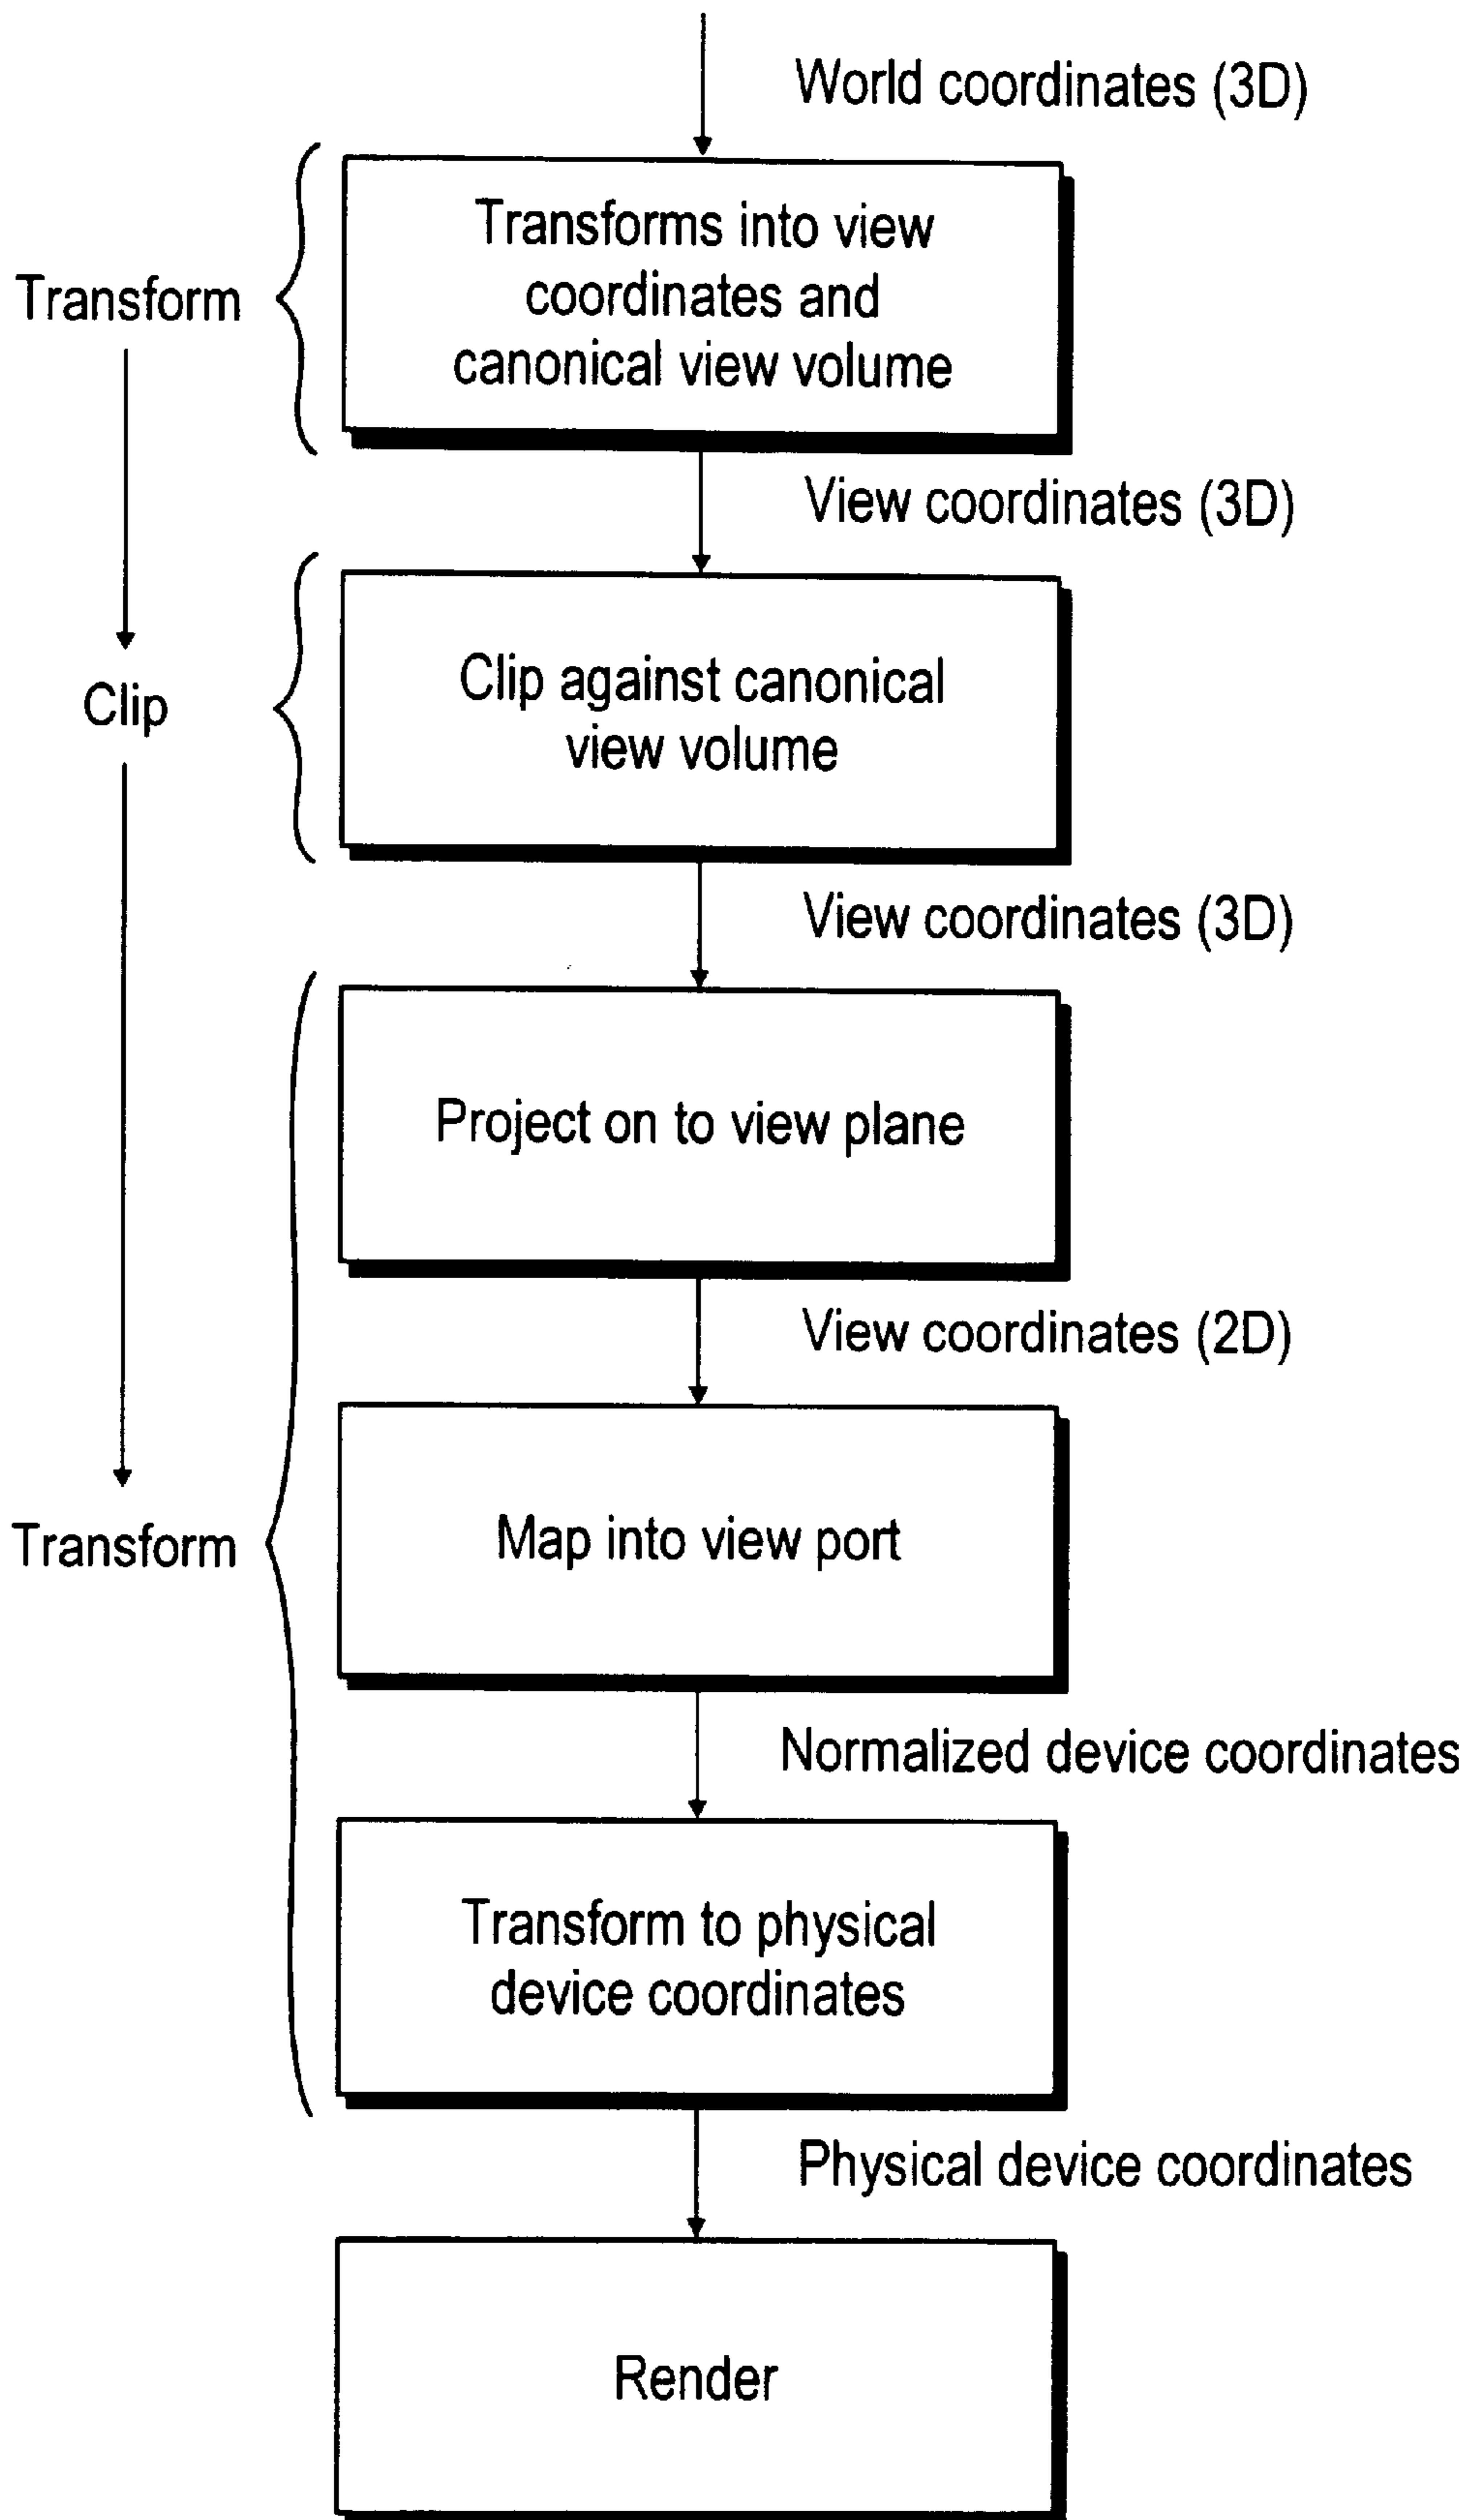 World coordinates (3D)
Transforms into view
coordinates and
canonical view volume
Transform
View coordinates (3D)
Clip against canonical
view volume
Clip
View coordinates (3D)
Project on to view plane
View coordinates (2D)
Map into view port
Transform
Normalized device coordinates
Transform to physical
device coordinates
Physical device coordinates
Render